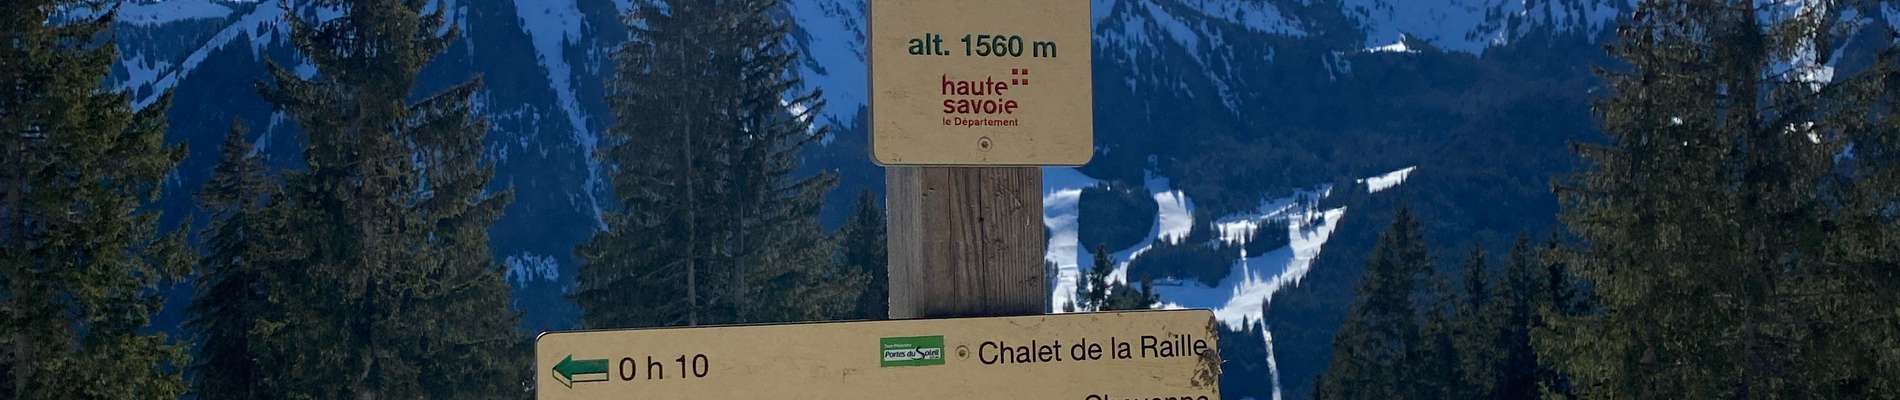 alt. 1560 m
haute
savoie
le Département
0 h 10
Portes du Soleil
Chalet de la Raille